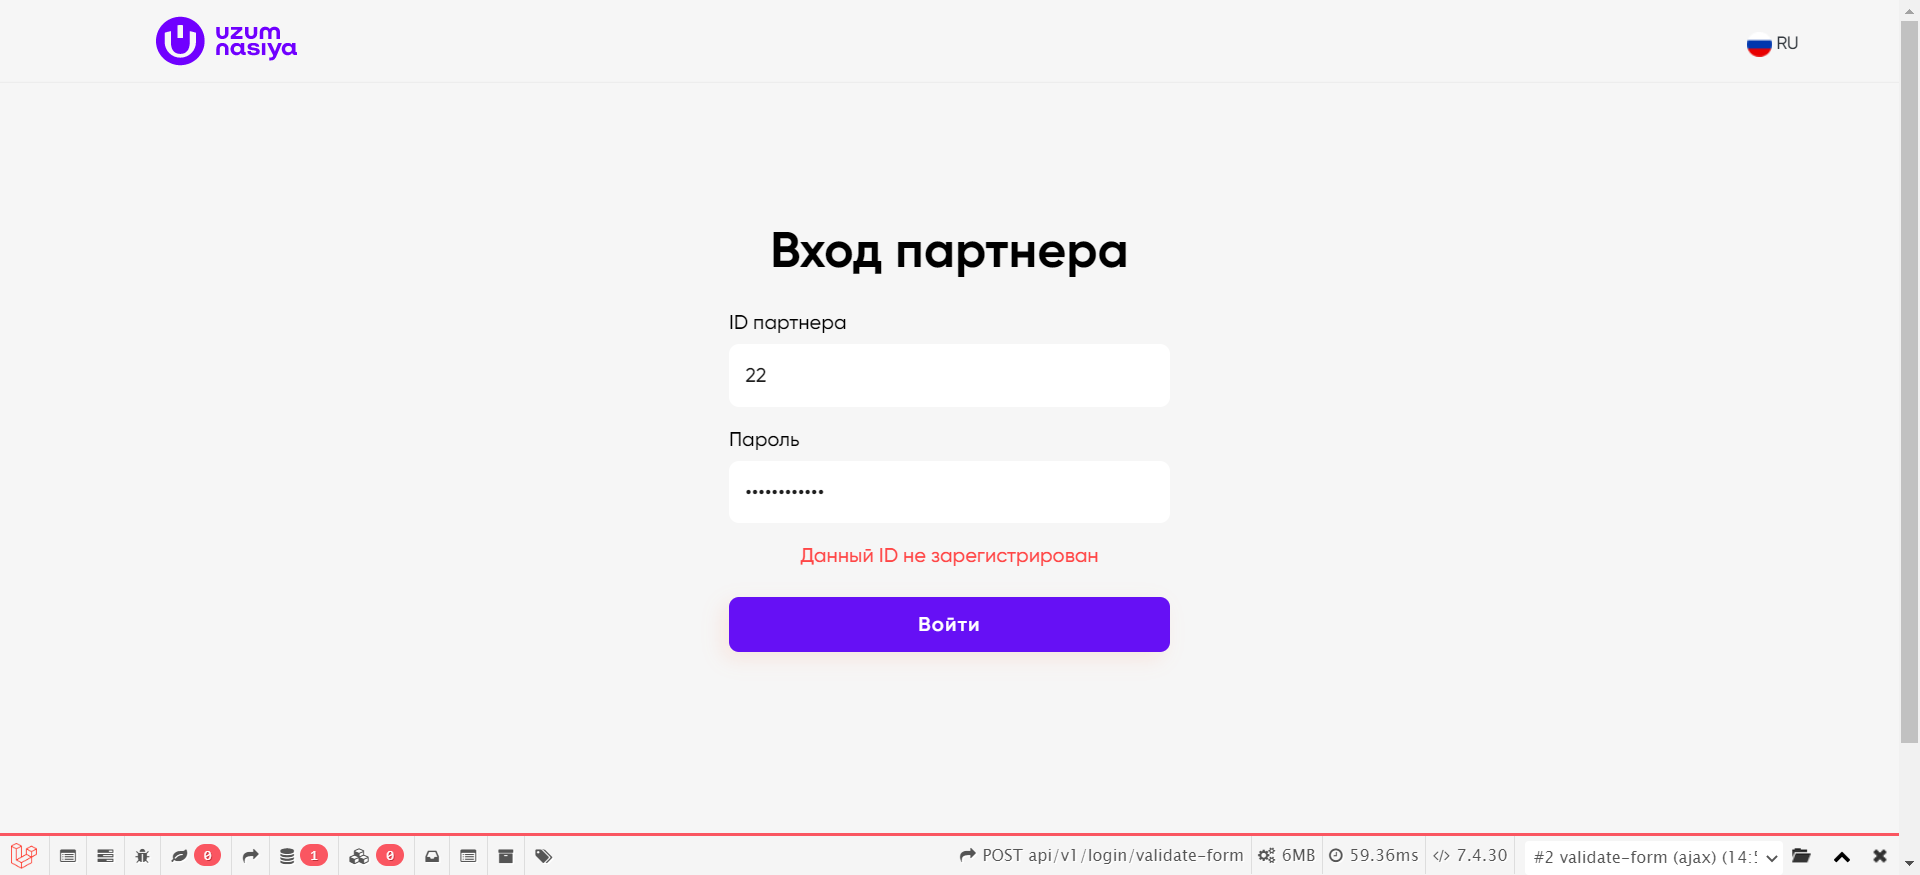 uzum
nasiya
RU
Вход партнера
ID партнера
22
Пароль
••••••••••••
Данный ID не зарегистрирован
Войти
0
1
0
POST api/v1/login/validate-form
6MB
59.36ms
7.4.30
#2 validate-form (ajax) (14:5